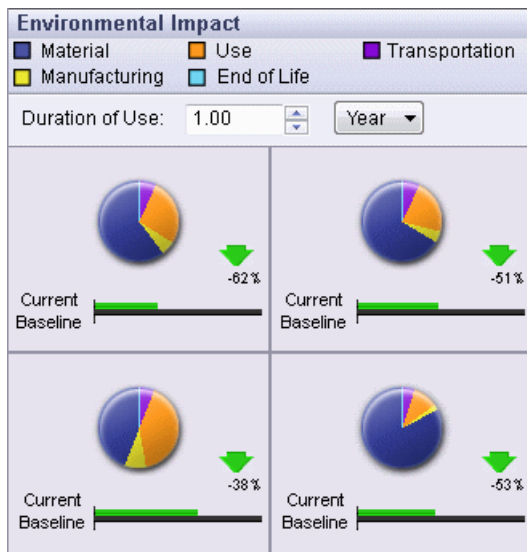 Environmental Impact
Material Use Transportation
Manufacturing End of Life
Duration of Use: 1.00 Year
-62% -51%
Current Current
Baseline Baseline
-38% -53%
Current Current
Baseline Baseline